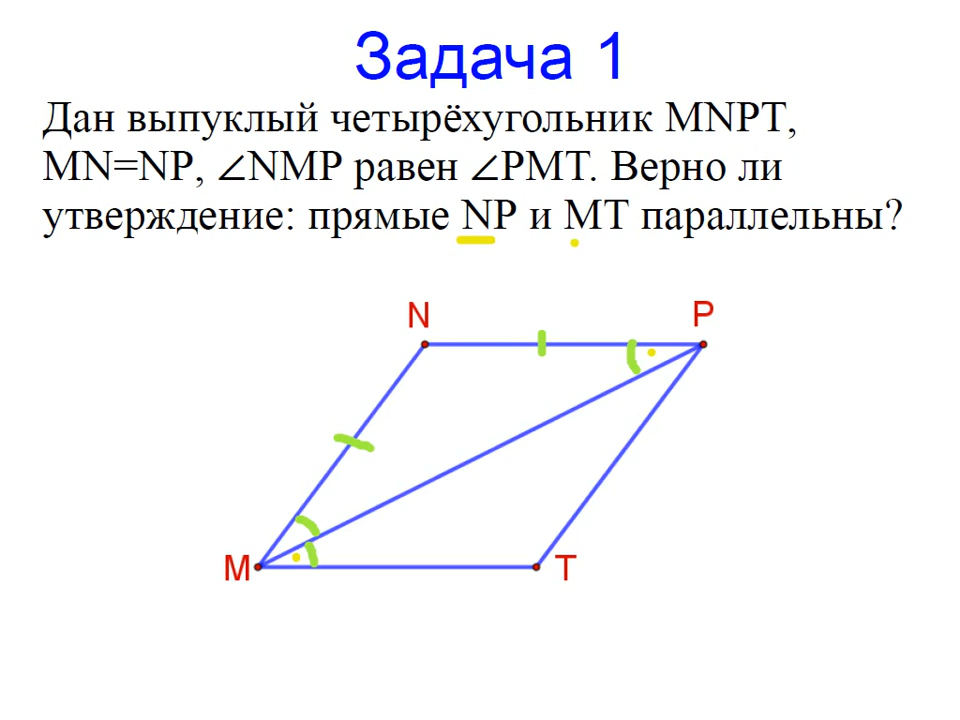 Задача 1
Дан выпуклый четырёхугольник MNPT,
MN=NP, ∠NMP равен ∠PMT. Верно ли
утверждение: прямые NP и MT параллельны?
N
P
M
T